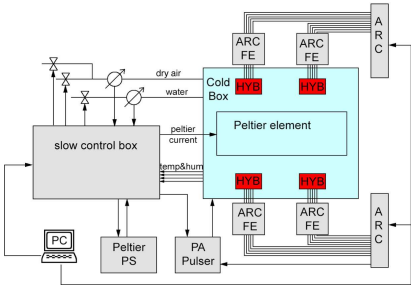 A
R
C
ARC
FE
ARC
FE
dry air
Cold
Box
HYB
HYB
water
peltier
current
Peltier element
slow control box
temp&hum
HYB
HYB
ARC
FE
ARC
FE
A
R
C
PC
Peltier
PS
PA
Pulser